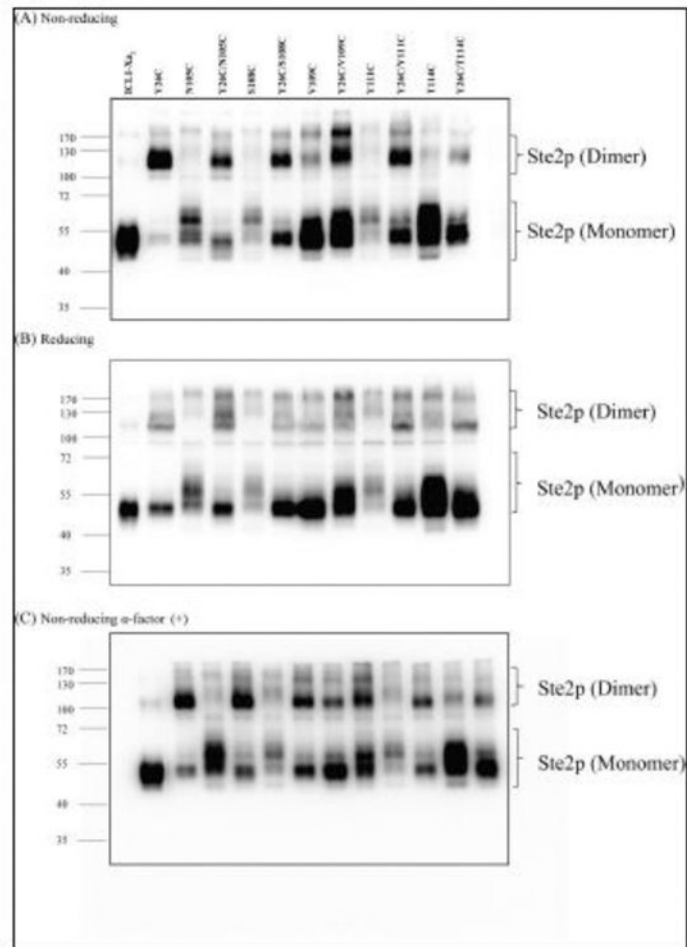 (A) Non-reducing
ICLI-Xa₃
Y26C
N105C
Y26C/N105C
S108C
Y26C/S108C
V109C
Y26C/V109C
Y111C
Y26C/Y111C
T114C
Y26C/T114C
170
130
100
72
55
40
35
Ste2p (Dimer)
Ste2p (Monomer)
(B) Reducing
170
130
100
72
55
40
35
Ste2p (Dimer)
Ste2p (Monomer)
(C) Non-reducing α-factor (+)
170
130
100
72
55
40
35
Ste2p (Dimer)
Ste2p (Monomer)